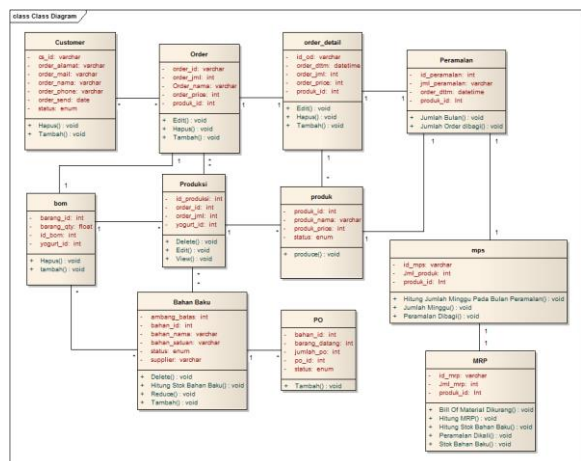 class Class Diagram
Customer
- cs_id: varchar
- order_alamat: varchar
- order_mail: varchar
- order_nama: varchar
- order_phone: varchar
- order_send: date
- status: enum
+ Hapus() : void
+ Tambah() : void
Order
- order_id: varchar
- order_jml: int
- Order_nama: varchar
- order_price: int
- produk_id: int
+ Edit() : void
+ Hapus() : void
+ Tambah() : void
order_detail
- id_od: varchar
- order_dttm: datetime
- order_jml: int
- order_price: int
- produk_id: int
+ Edit() : void
+ Hapus() : void
+ Tambah() : void
Peramalan
- id_peramalan: int
- jml_peramalan: varchar
- order_dttm: datetime
- produk_id: Int
+ Jumlah Bulan() : void
+ Jumlah Order dibagi() : void
bom
- barang_id: int
- barang_qty: float
- id_bom: int
- yogurt_id: int
+ Hapus() : void
+ tambah() : void
Produksi
- id_produksi: int
- order_id: int
- order_jml: int
- yogurt_id: int
+ Delete() : void
+ Edit() : void
+ View() : void
produk
- produk_id: int
- produk_nama: varchar
- produk_price: int
- status: enum
+ produce() : void
mps
- id_mps: varchar
- Jml_produk: int
- produk_id: Int
+ Hitung Jumlah Minggu Pada Bulan Peramalan() : void
+ Jumlah Minggu() : void
+ Peramalan Dibagi() : void
Bahan Baku
- ambang_batas: int
- bahan_id: int
- bahan_nama: varchar
- bahan_satuan: varchar
- status: enum
- supplier: varchar
+ Delete() : void
+ Hitung Stok Bahan Baku() : void
+ Reduce() : void
+ Tambah() : void
PO
- bahan_id: int
- barang_datang: int
- jumlah_po: int
- po_id: int
- status: enum
+ Tambah() : void
MRP
- id_mrp: varchar
- Jml_mrp: int
- produk_id: int
+ Bill Of Material Dikurang() : void
+ Hitung MRP() : void
+ Hitung Stok Bahan Baku() : void
+ Peramalan Dikali() : void
+ Stok Bahan Baku() : void